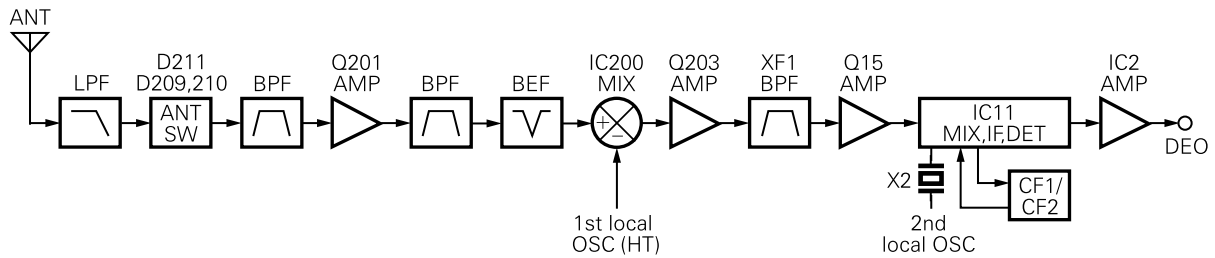 ANT
LPF
D211
D209,210
ANT
SW
BPF
Q201
AMP
BPF
BEF
IC200
MIX
+
−
1st local
OSC (HT)
Q203
AMP
XF1
BPF
Q15
AMP
IC11
MIX,IF,DET
X2
2nd
local OSC
CF1/
CF2
IC2
AMP
DEO